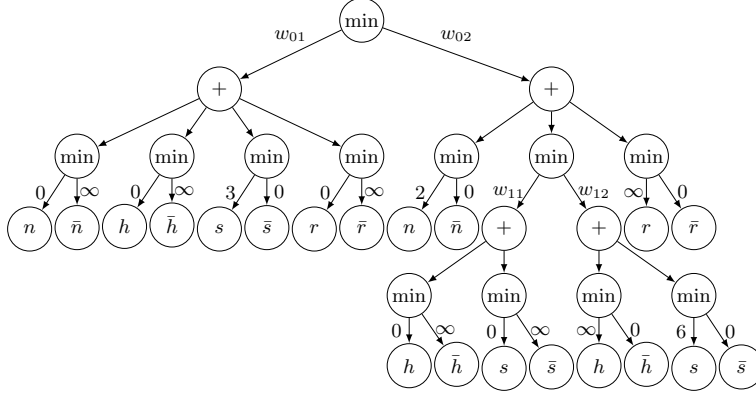 min
w₀₁ w₀₂
+ +
min min min min min min min
0 ∞ 0 ∞ 3 0 0 ∞ 2 0 w₁₁ w₁₂ ∞ 0
n n̄ h h̄ s s̄ r r̄ n n̄ + + r r̄
min min min min
0 ∞ 0 ∞ ∞ 0 6 0
h h̄ s s̄ h h̄ s s̄